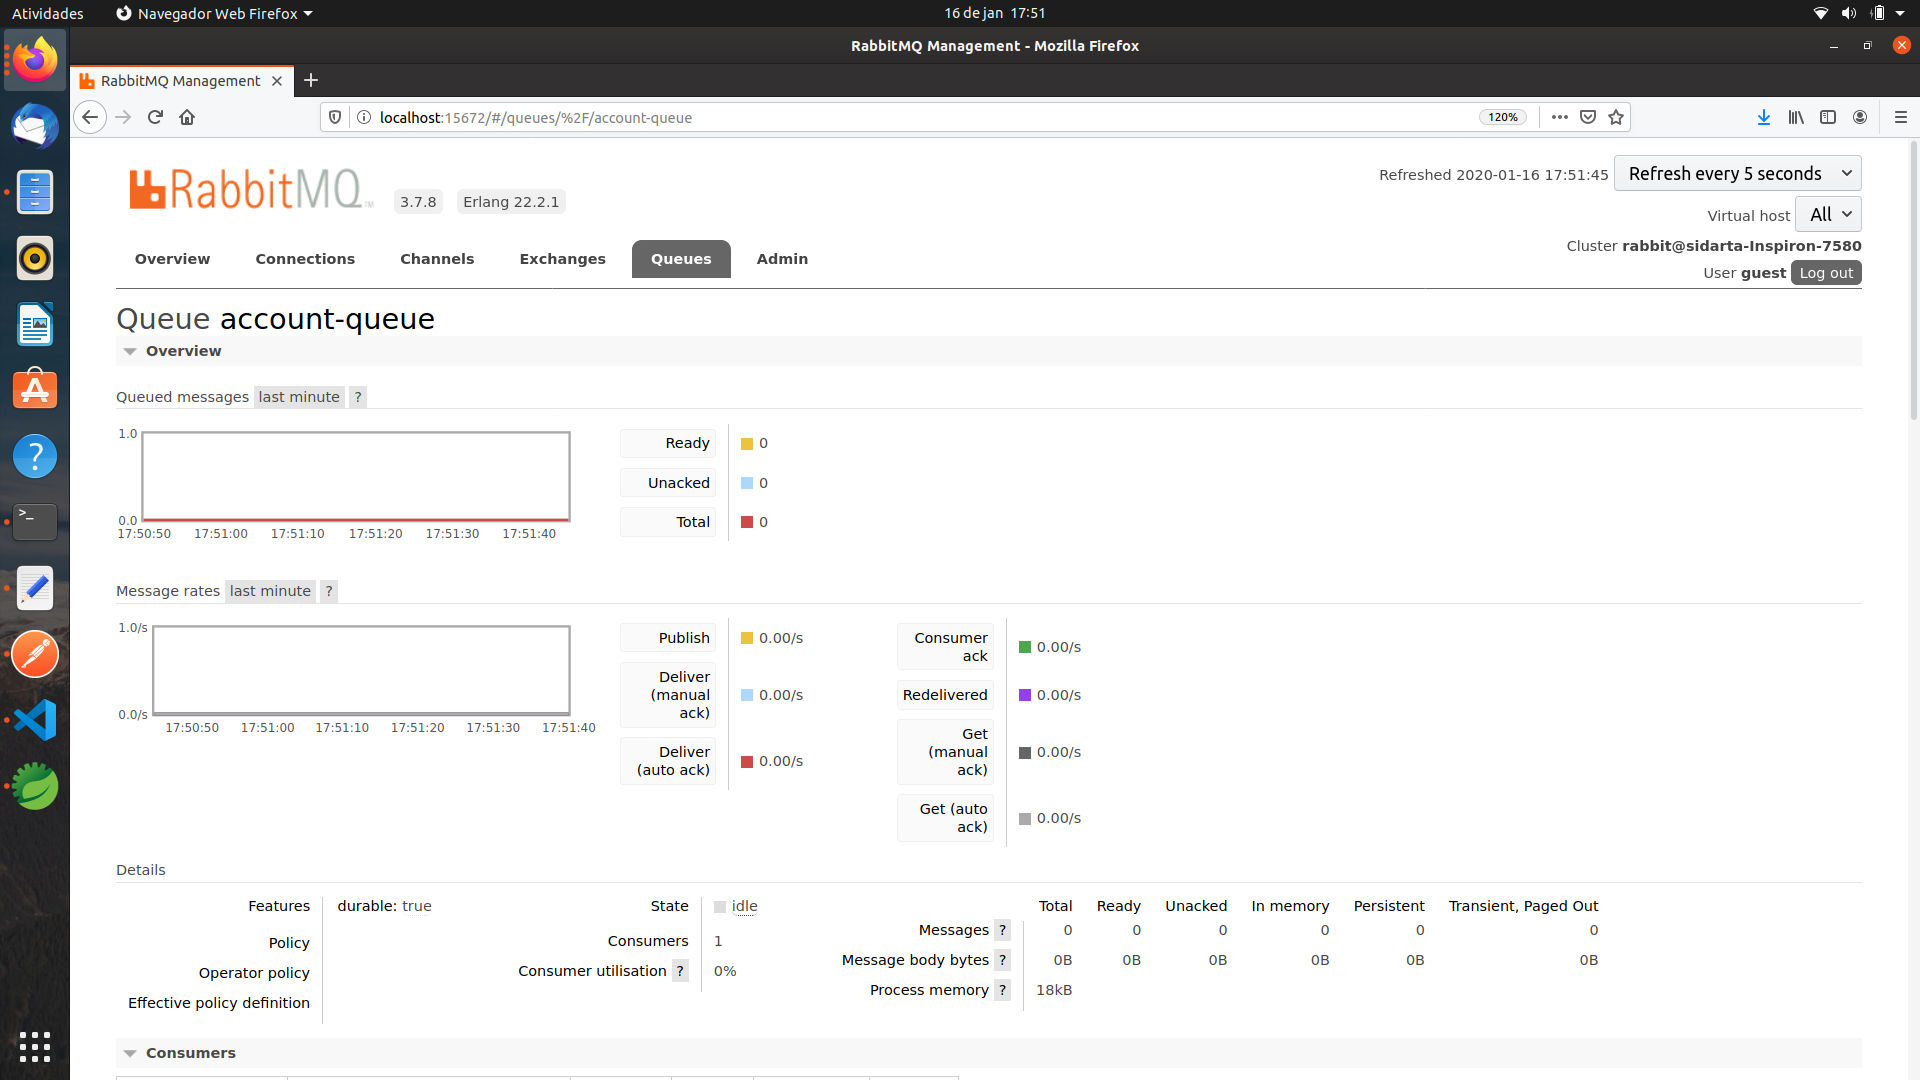 Atividades
Navegador Web Firefox
16 de jan 17:51
RabbitMQ Management - Mozilla Firefox
RabbitMQ Management
localhost:15672/#/queues/%2F/account-queue
120%
RabbitMQ TM
3.7.8
Erlang 22.2.1
Refreshed 2020-01-16 17:51:45
Refresh every 5 seconds
Virtual host
All
Cluster rabbit@sidarta-Inspiron-7580
User guest
Log out
Overview
Connections
Channels
Exchanges
Queues
Admin
Queue account-queue
Overview
Queued messages last minute ?
1.0
0.0
17:50:50 17:51:00 17:51:10 17:51:20 17:51:30 17:51:40
Ready 0
Unacked 0
Total 0
Message rates last minute ?
1.0/s
0.0/s
17:50:50 17:51:00 17:51:10 17:51:20 17:51:30 17:51:40
Publish 0.00/s
Deliver
(manual 0.00/s
ack)
Deliver
(auto ack) 0.00/s
Consumer
ack 0.00/s
Redelivered 0.00/s
Get
(manual 0.00/s
ack)
Get (auto
ack) 0.00/s
Details
Features durable: true
Policy
Operator policy
Effective policy definition
State idle
Consumers 1
Consumer utilisation ? 0%
Total Ready Unacked In memory Persistent Transient, Paged Out
Messages ? 0 0 0 0 0 0
Message body bytes ? 0B 0B 0B 0B 0B 0B
Process memory ? 18kB
Consumers